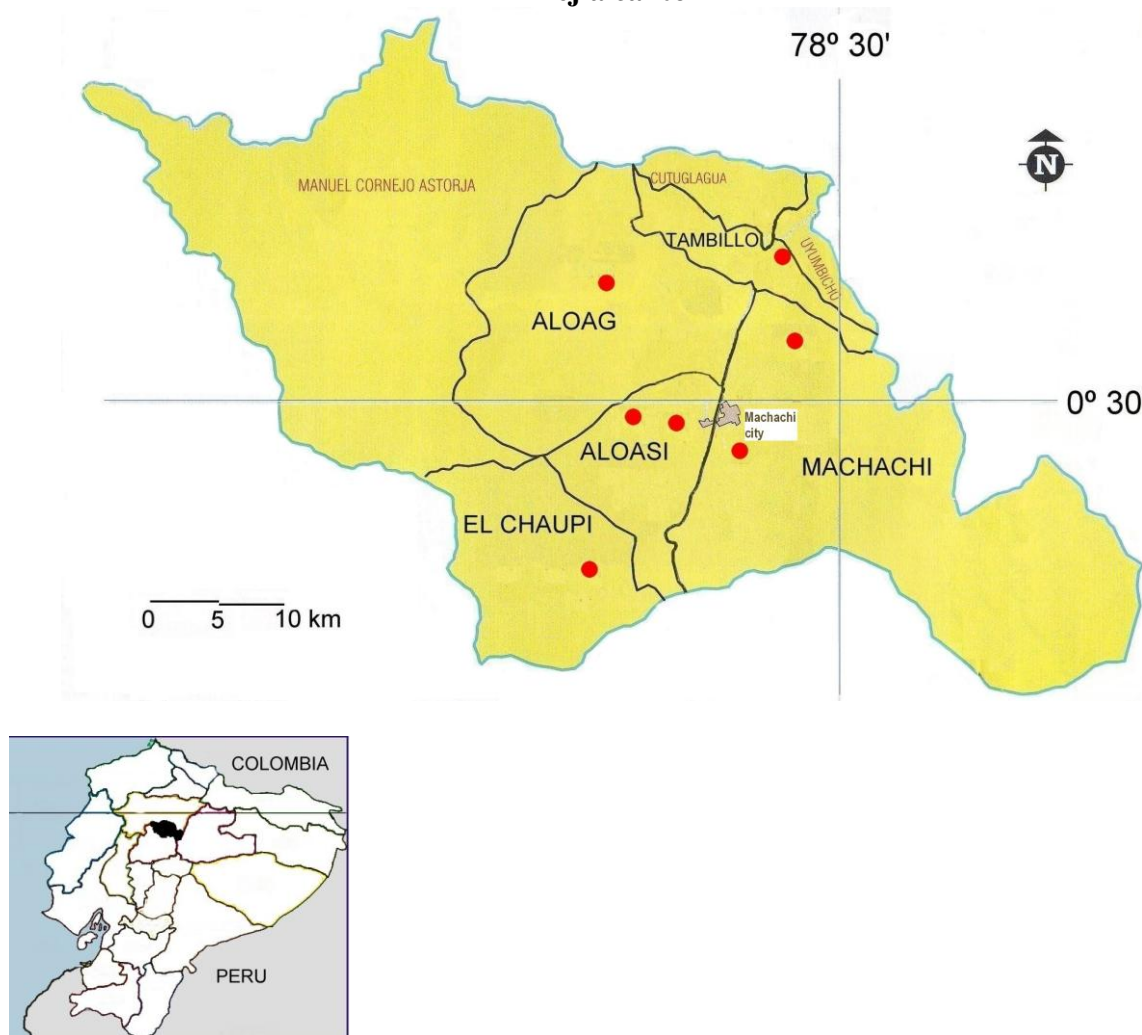 78º 30'
N
MANUEL CORNEJO ASTORJA
CUTUGLAGUA
TAMBILLO
UYUMBICHU
ALOAG
0º 30
Machachi
city
ALOASI
MACHACHI
EL CHAUPI
0 5 10 km
COLOMBIA
PERU